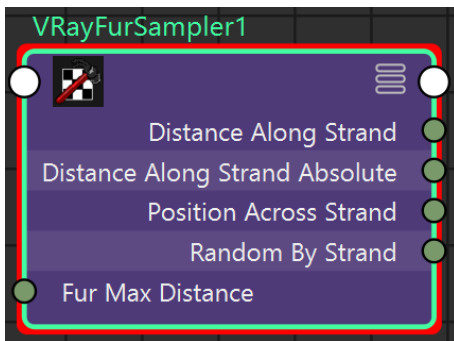 VRayFurSampler1
Distance Along Strand
Distance Along Strand Absolute
Position Across Strand
Random By Strand
Fur Max Distance